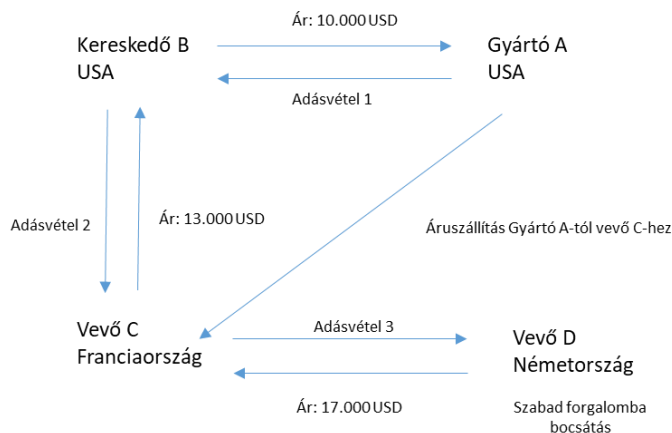 Ár: 10.000 USD
Kereskedő B
USA
Gyártó A
USA
Adásvétel 1
Adásvétel 2
Ár: 13.000 USD
Áruszállítás Gyártó A-tól vevő C-hez
Vevő C
Franciaország
Adásvétel 3
Vevő D
Németország
Ár: 17.000 USD
Szabad forgalomba
bocsátás